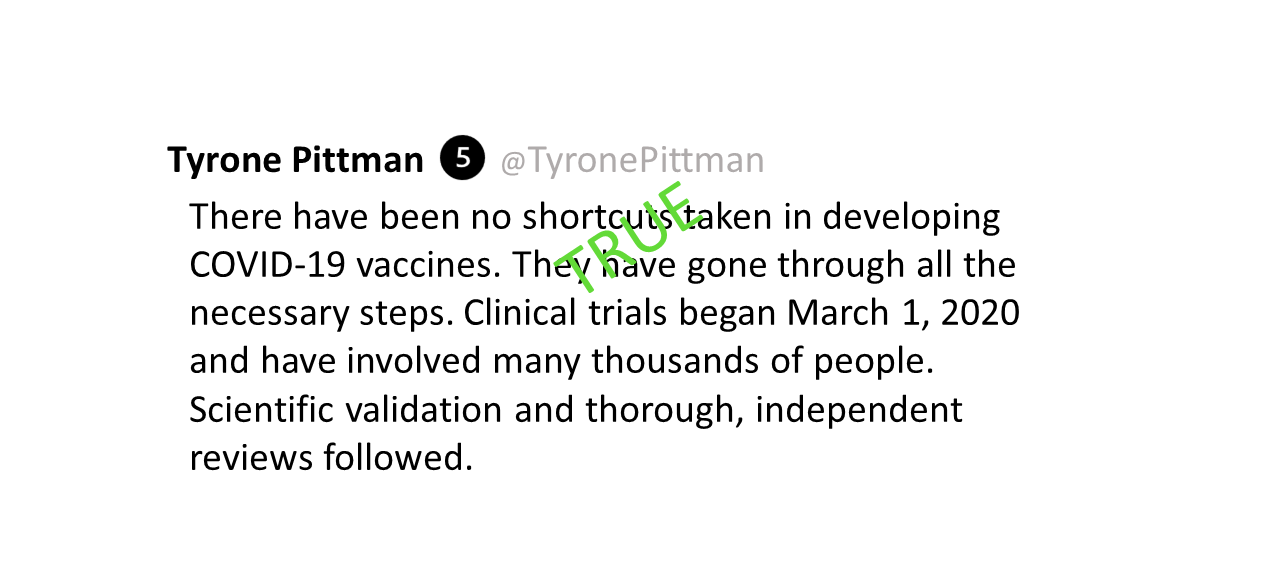 Tyrone Pittman 5 @TyronePittman
There have been no shortcuts taken in developing
COVID-19 vaccines. They have gone through all the
necessary steps. Clinical trials began March 1, 2020
and have involved many thousands of people.
Scientific validation and thorough, independent
reviews followed.
TRUE